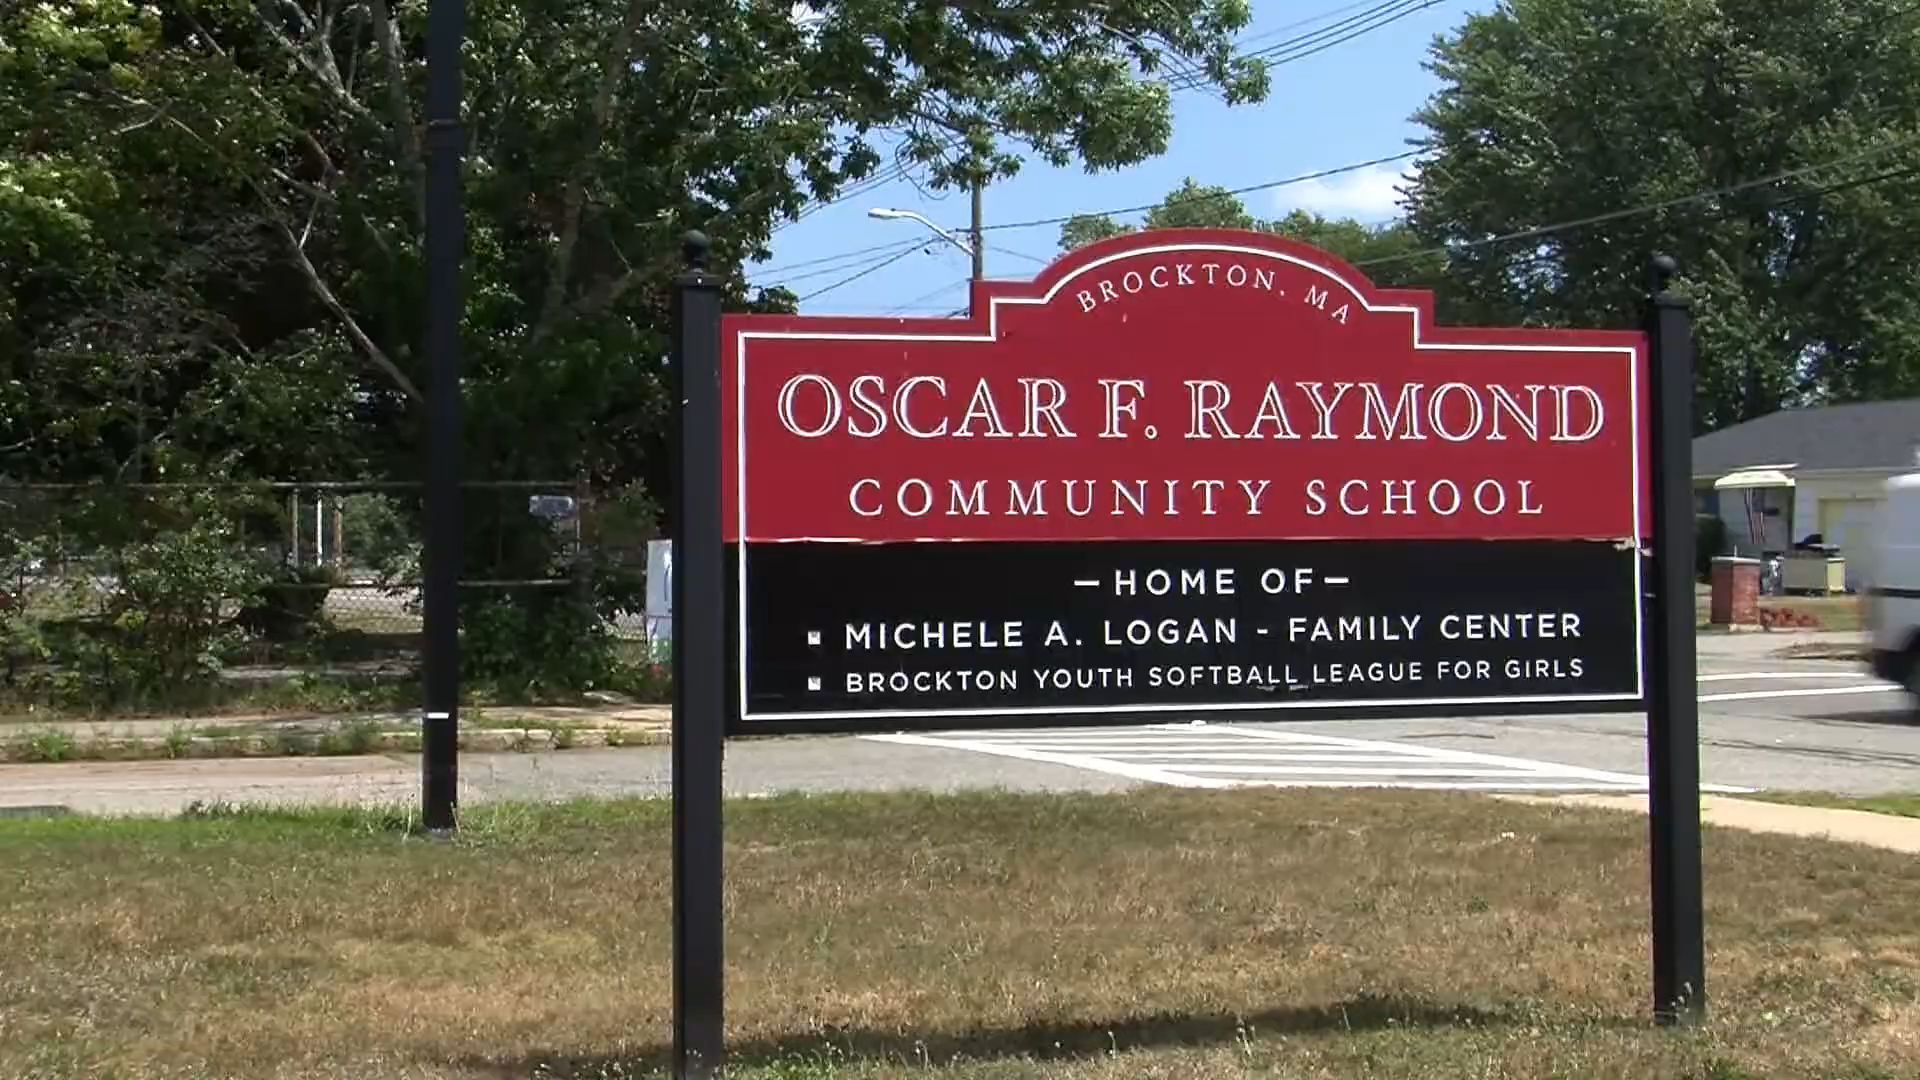 BROCKTON, MA
OSCAR F. RAYMOND
COMMUNITY SCHOOL
– HOME OF –
▪ MICHELE A. LOGAN - FAMILY CENTER
▪ BROCKTON YOUTH SOFTBALL LEAGUE FOR GIRLS